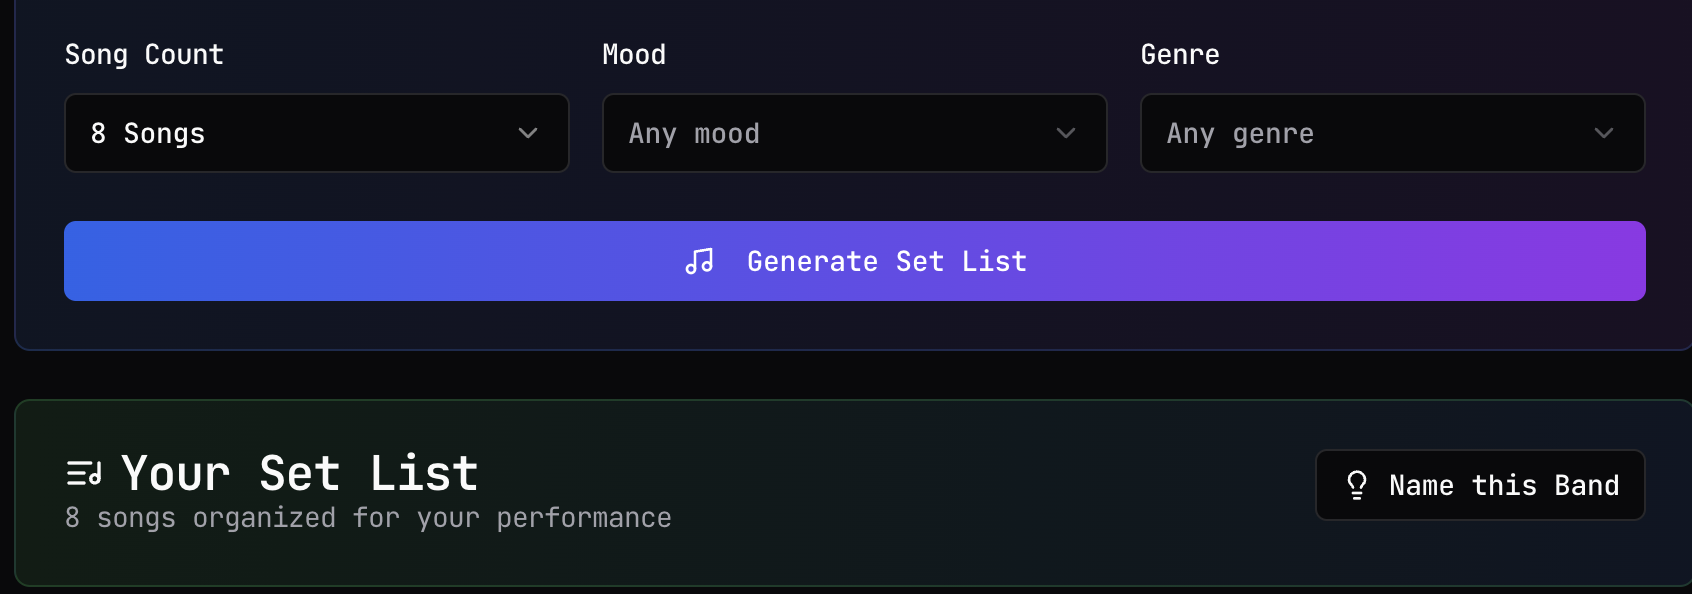 Song Count
Mood
Genre
8 Songs
Any mood
Any genre
Generate Set List
Your Set List
8 songs organized for your performance
Name this Band